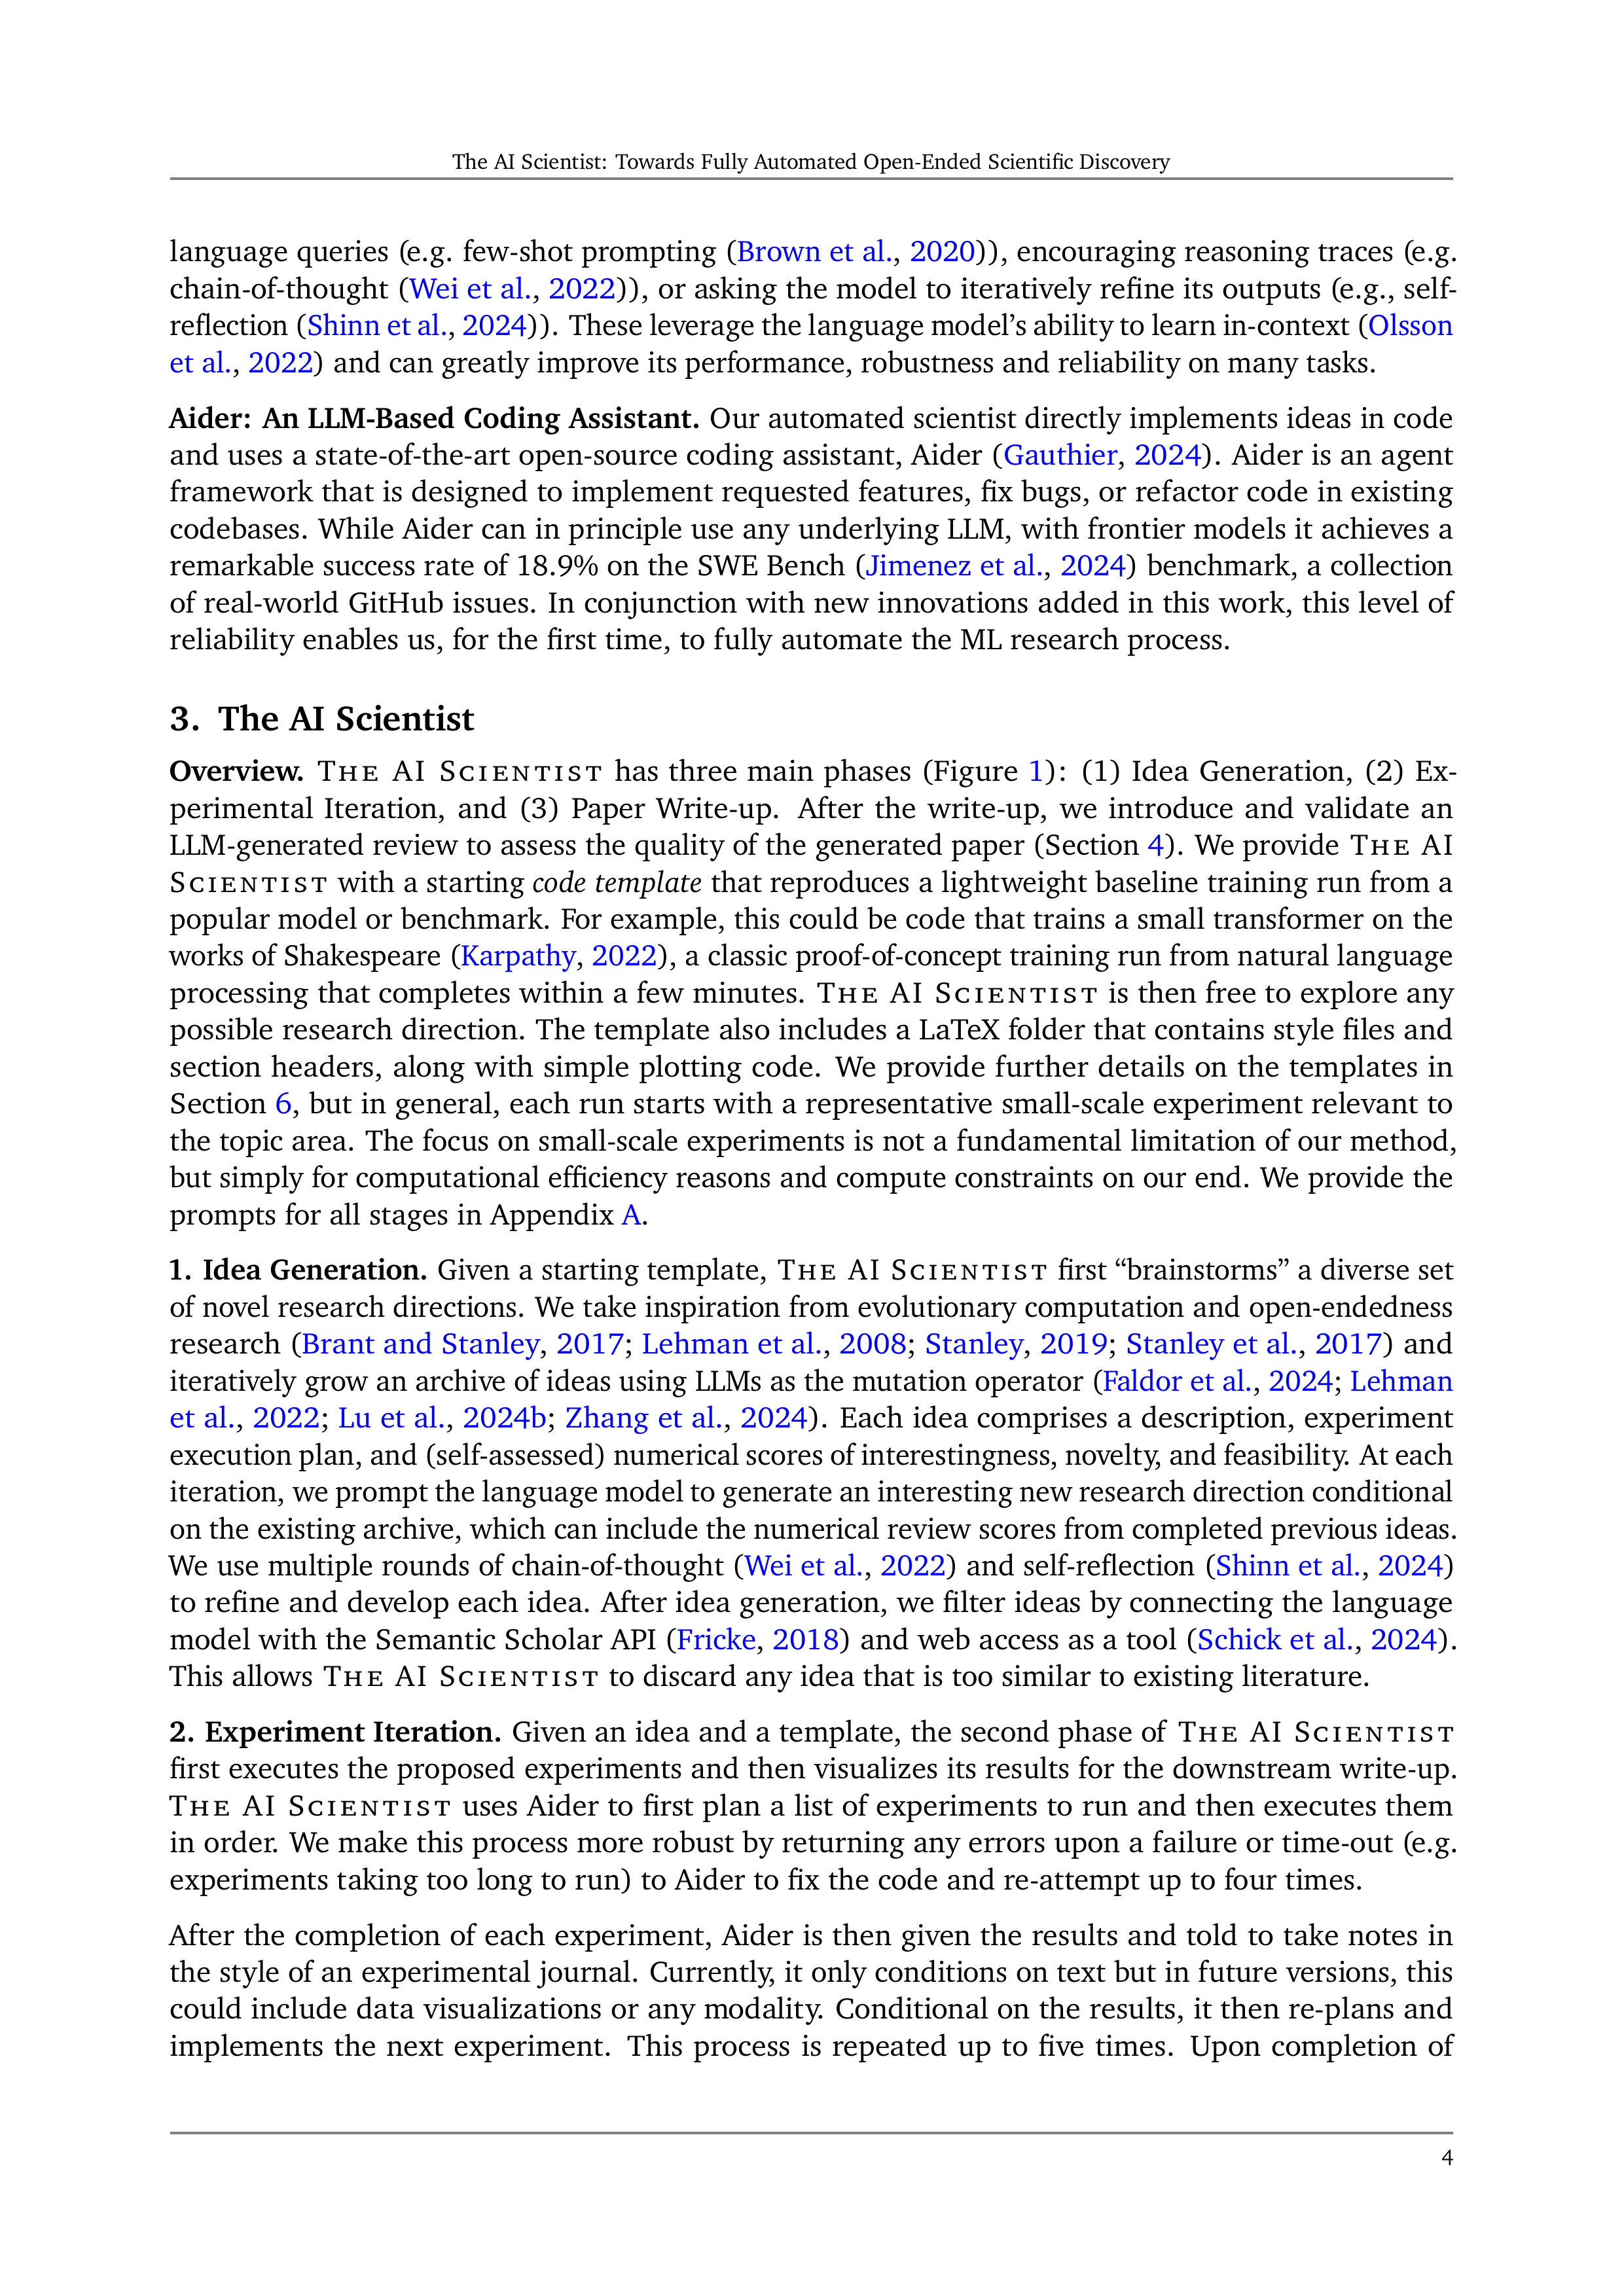 The AI Scientist: Towards Fully Automated Open-Ended Scientific Discovery
language queries (e.g. few-shot prompting (Brown et al., 2020)), encouraging reasoning traces (e.g.
chain-of-thought (Wei et al., 2022)), or asking the model to iteratively refine its outputs (e.g., self-
reflection (Shinn et al., 2024)). These leverage the language model’s ability to learn in-context (Olsson
et al., 2022) and can greatly improve its performance, robustness and reliability on many tasks.
Aider: An LLM-Based Coding Assistant. Our automated scientist directly implements ideas in code
and uses a state-of-the-art open-source coding assistant, Aider (Gauthier, 2024). Aider is an agent
framework that is designed to implement requested features, fix bugs, or refactor code in existing
codebases. While Aider can in principle use any underlying LLM, with frontier models it achieves a
remarkable success rate of 18.9% on the SWE Bench (Jimenez et al., 2024) benchmark, a collection
of real-world GitHub issues. In conjunction with new innovations added in this work, this level of
reliability enables us, for the first time, to fully automate the ML research process.
3. The AI Scientist
Overview. THE AI SCIENTIST has three main phases (Figure 1): (1) Idea Generation, (2) Ex-
perimental Iteration, and (3) Paper Write-up. After the write-up, we introduce and validate an
LLM-generated review to assess the quality of the generated paper (Section 4). We provide THE AI
SCIENTIST with a starting code template that reproduces a lightweight baseline training run from a
popular model or benchmark. For example, this could be code that trains a small transformer on the
works of Shakespeare (Karpathy, 2022), a classic proof-of-concept training run from natural language
processing that completes within a few minutes. THE AI SCIENTIST is then free to explore any
possible research direction. The template also includes a LaTeX folder that contains style files and
section headers, along with simple plotting code. We provide further details on the templates in
Section 6, but in general, each run starts with a representative small-scale experiment relevant to
the topic area. The focus on small-scale experiments is not a fundamental limitation of our method,
but simply for computational efficiency reasons and compute constraints on our end. We provide the
prompts for all stages in Appendix A.
1. Idea Generation. Given a starting template, THE AI SCIENTIST first “brainstorms” a diverse set
of novel research directions. We take inspiration from evolutionary computation and open-endedness
research (Brant and Stanley, 2017; Lehman et al., 2008; Stanley, 2019; Stanley et al., 2017) and
iteratively grow an archive of ideas using LLMs as the mutation operator (Faldor et al., 2024; Lehman
et al., 2022; Lu et al., 2024b; Zhang et al., 2024). Each idea comprises a description, experiment
execution plan, and (self-assessed) numerical scores of interestingness, novelty, and feasibility. At each
iteration, we prompt the language model to generate an interesting new research direction conditional
on the existing archive, which can include the numerical review scores from completed previous ideas.
We use multiple rounds of chain-of-thought (Wei et al., 2022) and self-reflection (Shinn et al., 2024)
to refine and develop each idea. After idea generation, we filter ideas by connecting the language
model with the Semantic Scholar API (Fricke, 2018) and web access as a tool (Schick et al., 2024).
This allows THE AI SCIENTIST to discard any idea that is too similar to existing literature.
2. Experiment Iteration. Given an idea and a template, the second phase of THE AI SCIENTIST
first executes the proposed experiments and then visualizes its results for the downstream write-up.
THE AI SCIENTIST uses Aider to first plan a list of experiments to run and then executes them
in order. We make this process more robust by returning any errors upon a failure or time-out (e.g.
experiments taking too long to run) to Aider to fix the code and re-attempt up to four times.
After the completion of each experiment, Aider is then given the results and told to take notes in
the style of an experimental journal. Currently, it only conditions on text but in future versions, this
could include data visualizations or any modality. Conditional on the results, it then re-plans and
implements the next experiment. This process is repeated up to five times. Upon completion of
4